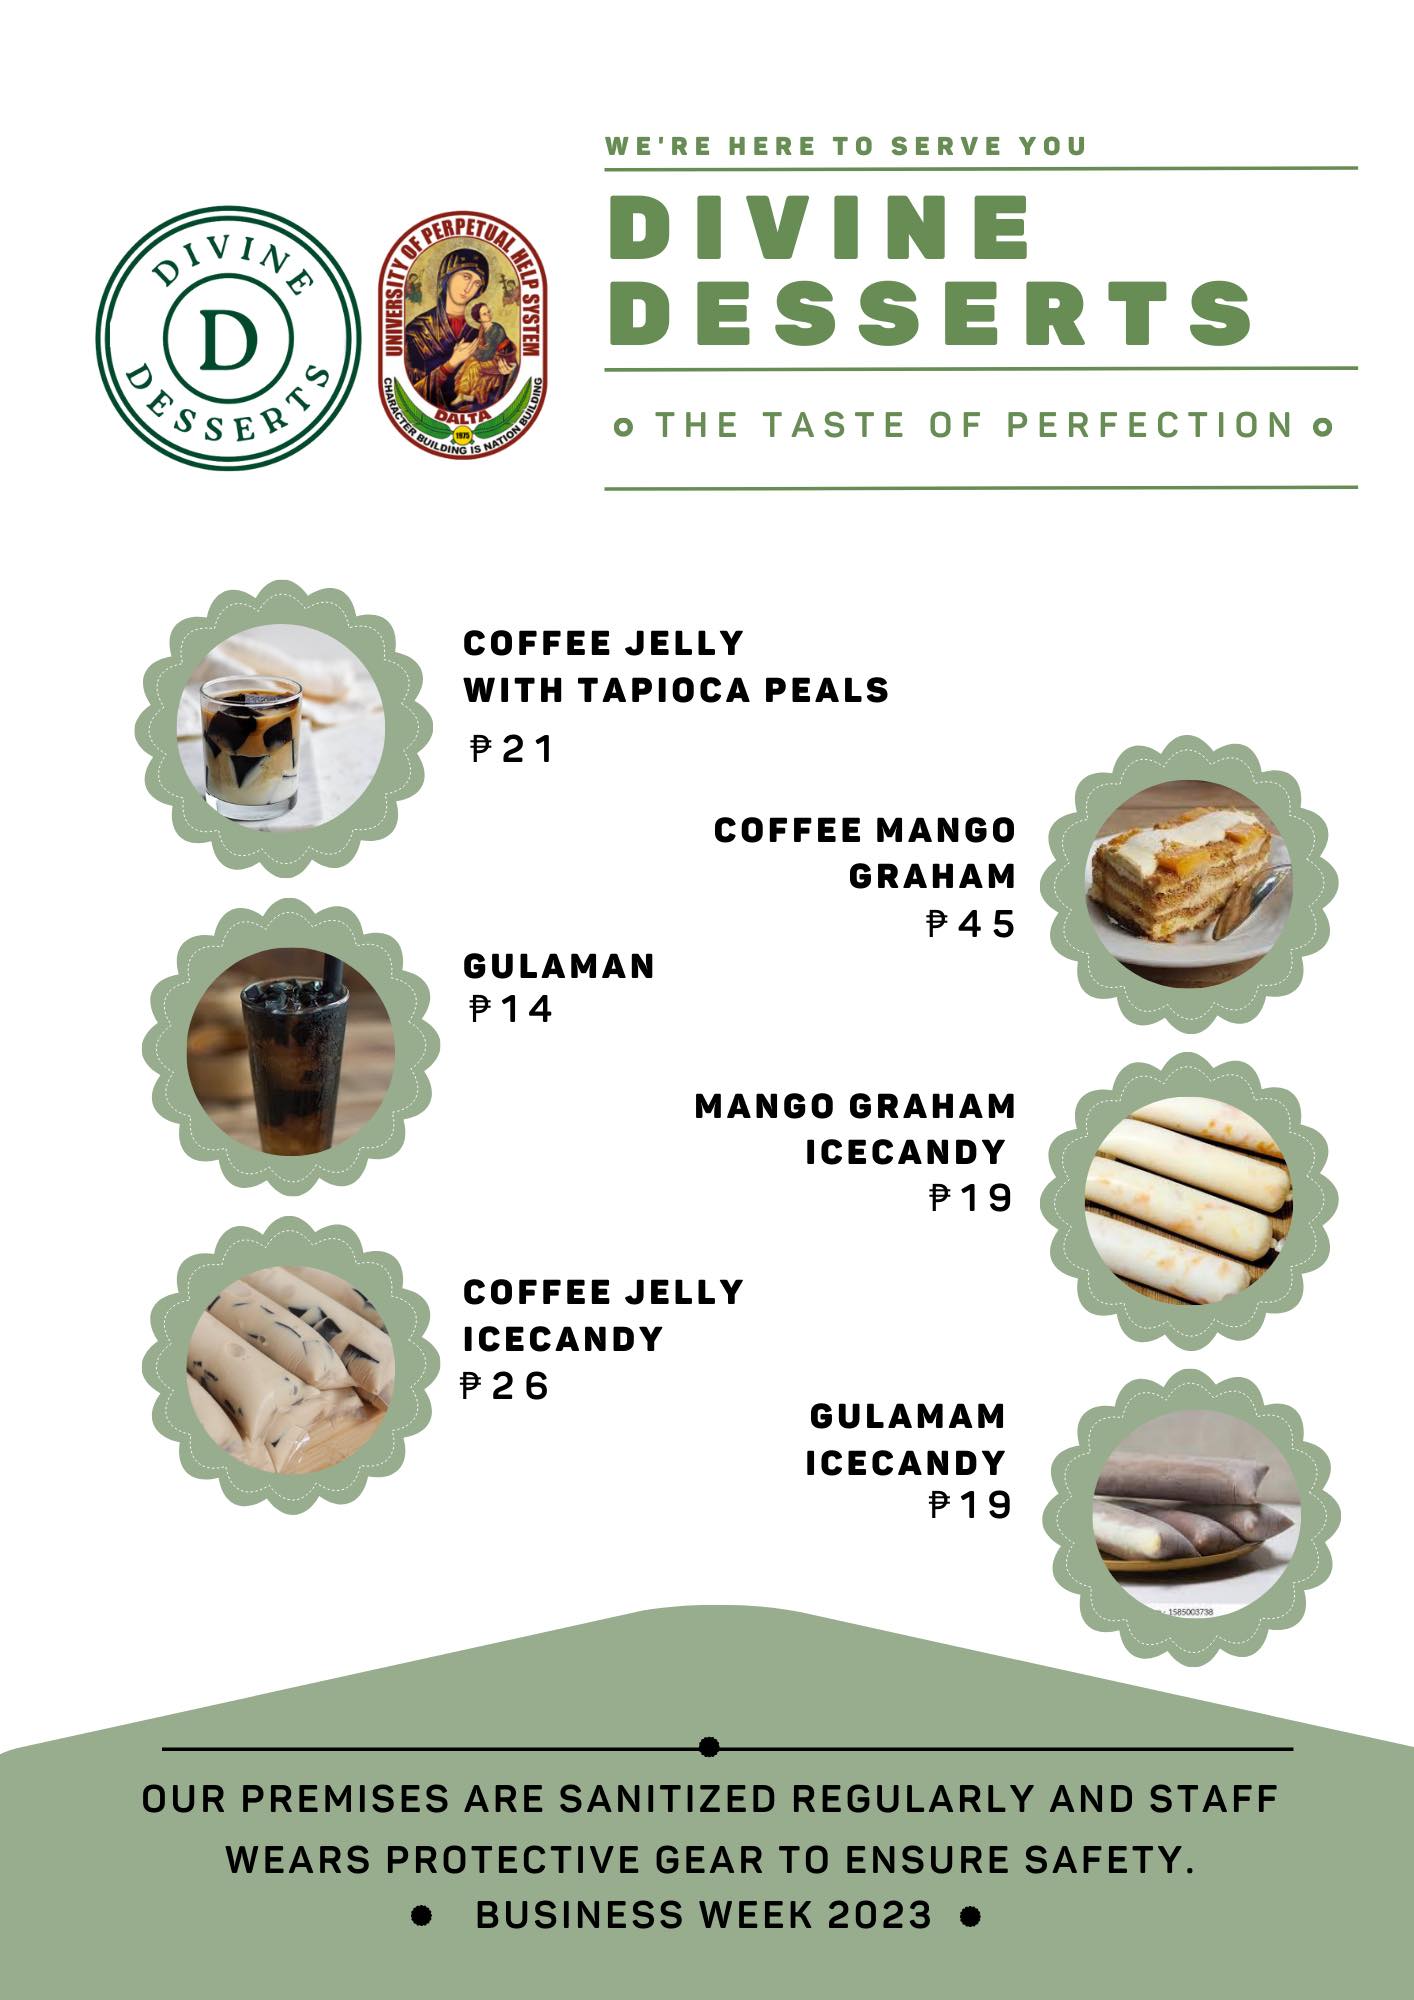 WE'RE HERE TO SERVE YOU
DIVINE
DESSERTS
THE TASTE OF PERFECTION
DIVINE
D
DESSERTS
UNIVERSITY OF PERPETUAL HELP SYSTEM
DALTA
1975
CHARACTER BUILDING IS NATION BUILDING
COFFEE JELLY
WITH TAPIOCA PEALS
₱21
COFFEE MANGO
GRAHAM
₱45
GULAMAN
₱14
MANGO GRAHAM
ICECANDY
₱19
COFFEE JELLY
ICECANDY
₱26
GULAMAM
ICECANDY
₱19
1585003738
OUR PREMISES ARE SANITIZED REGULARLY AND STAFF
WEARS PROTECTIVE GEAR TO ENSURE SAFETY.
BUSINESS WEEK 2023